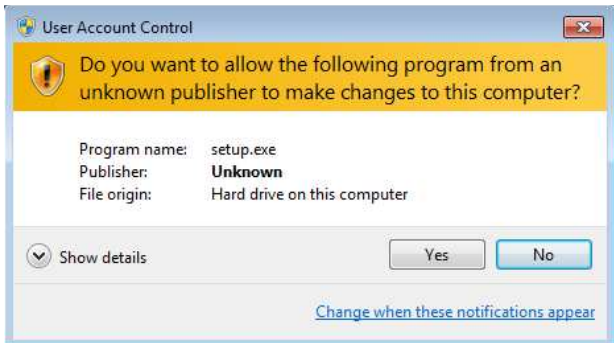 User Account Control
Do you want to allow the following program from an
unknown publisher to make changes to this computer?
Program name: setup.exe
Publisher: Unknown
File origin: Hard drive on this computer
Show details
Yes No
Change when these notifications appear